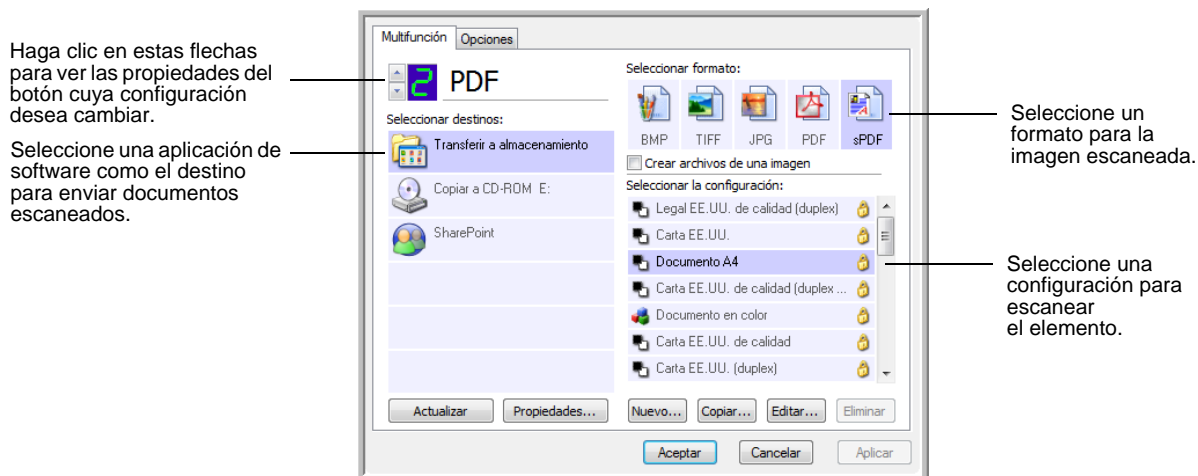 Haga clic en estas flechas
para ver las propiedades del
botón cuya configuración
desea cambiar.
Seleccione una aplicación de
software como el destino
para enviar documentos
escaneados.
Multifunción Opciones
2 PDF
Seleccionar destinos:
Transferir a almacenamiento
Copiar a CD-ROM E:
SharePoint
Actualizar Propiedades...
Seleccionar formato:
BMP TIFF JPG PDF sPDF
Crear archivos de una imagen
Seleccionar la configuración:
Legal EE.UU. de calidad (duplex)
Carta EE.UU.
Documento A4
Carta EE.UU. de calidad (duplex ...
Documento en color
Carta EE.UU. de calidad
Carta EE.UU. (duplex)
Nuevo... Copiar... Editar... Eliminar
Aceptar Cancelar Aplicar
Seleccione un
formato para la
imagen escaneada.
Seleccione una
configuración para
escanear
el elemento.